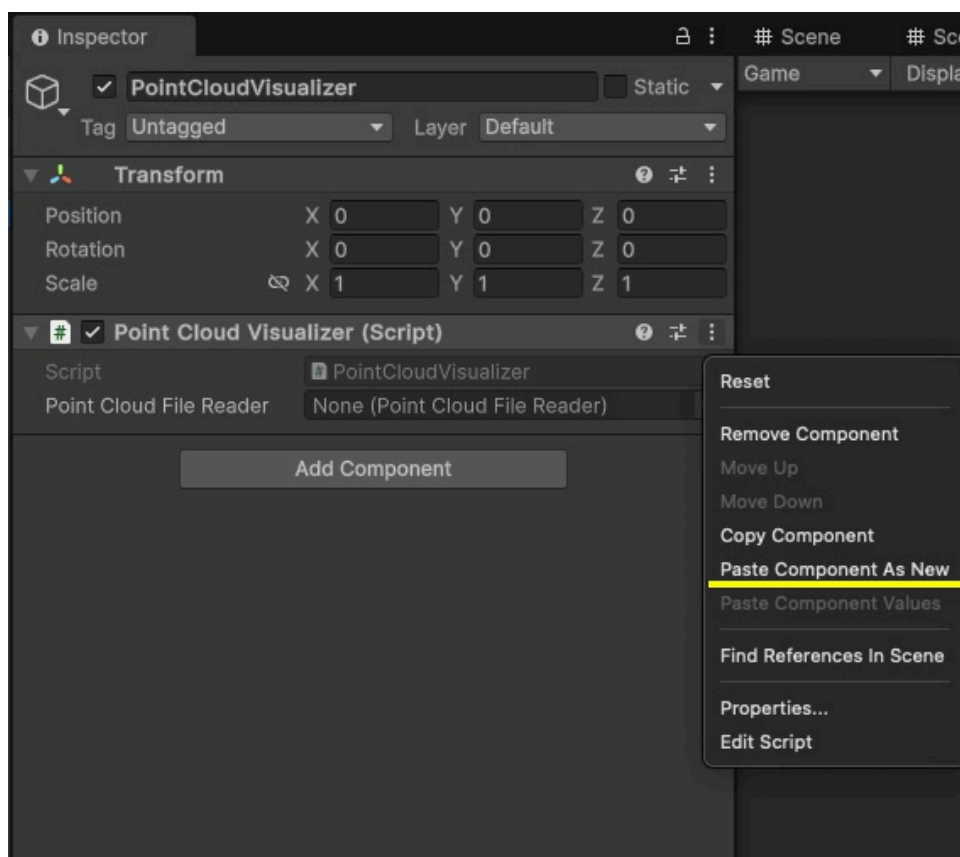 Inspector
# Scene
PointCloudVisualizer
Static
Game
Tag Untagged
Layer Default
Transform
Position X 0 Y 0 Z 0
Rotation X 0 Y 0 Z 0
Scale X 1 Y 1 Z 1
# Point Cloud Visualizer (Script)
Script # PointCloudVisualizer
Point Cloud File Reader None (Point Cloud File Reader)
Add Component
Reset
Remove Component
Move Up
Move Down
Copy Component
Paste Component As New
Paste Component Values
Find References In Scene
Properties...
Edit Script